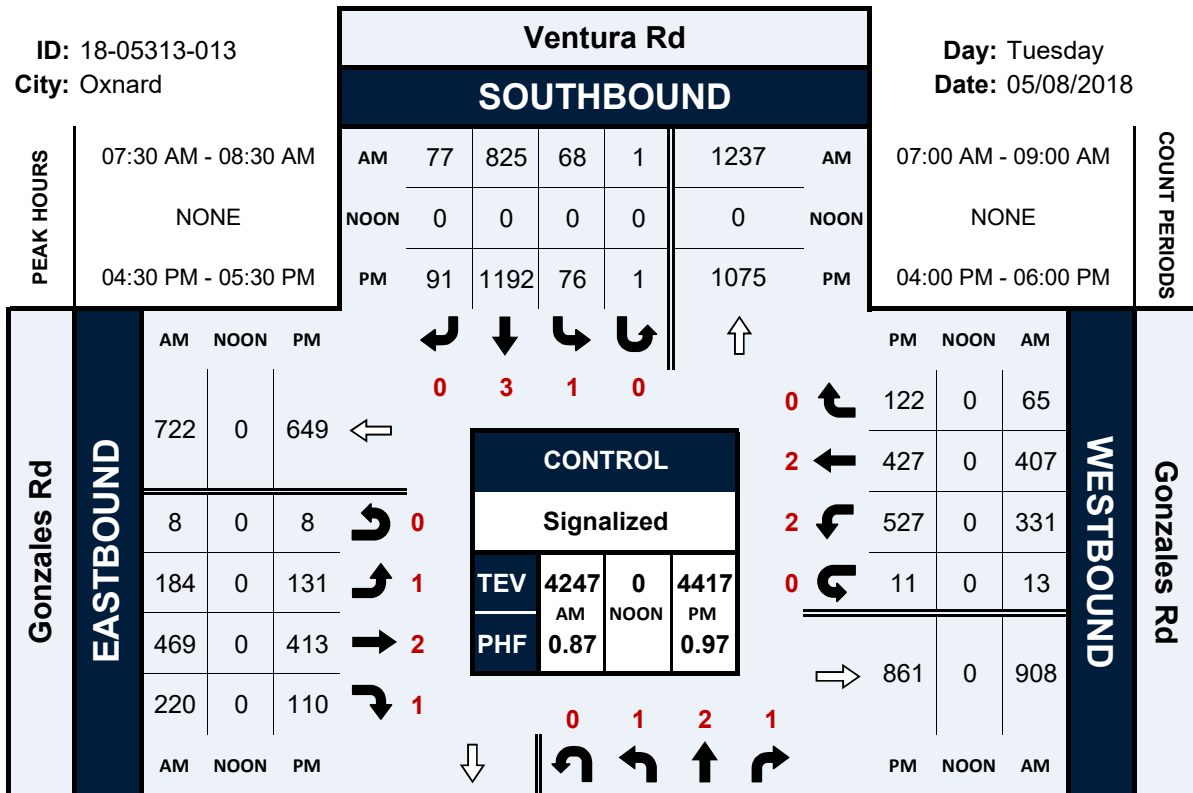 Ventura Rd
ID: 18-05313-013
City: Oxnard
Day: Tuesday
Date: 05/08/2018
SOUTHBOUND
PEAK HOURS
07:30 AM - 08:30 AM
NONE
04:30 PM - 05:30 PM
AM 77 825 68 1 1237 AM
NOON 0 0 0 0 0 NOON
PM 91 1192 76 1 1075 PM
07:00 AM - 09:00 AM
NONE
04:00 PM - 06:00 PM
COUNT PERIODS
0 3 1 0
Gonzales Rd
EASTBOUND
AM NOON PM
722 0 649
8 0 8 0
184 0 131 1
469 0 413 2
220 0 110 1
AM NOON PM
CONTROL
Signalized
TEV 4247 0 4417
AM NOON PM
PHF 0.87 0.97
PM NOON AM
0 122 0 65
2 427 0 407
2 527 0 331
0 11 0 13
861 0 908
PM NOON AM
WESTBOUND
Gonzales Rd
0 1 2 1